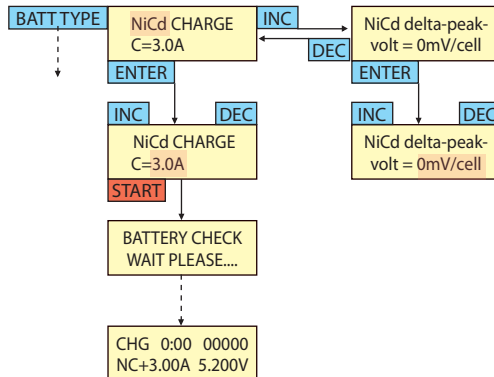 BATT TYPE
NiCd CHARGE
C=3.0A
INC
DEC
NiCd delta-peak-
volt = 0mV/cell
ENTER
ENTER
INC
DEC
INC
DEC
NiCd CHARGE
C=3.0A
NiCd delta-peak-
volt = 0mV/cell
START
BATTERY CHECK
WAIT PLEASE....
CHG 0:00 00000
NC+3.00A 5.200V